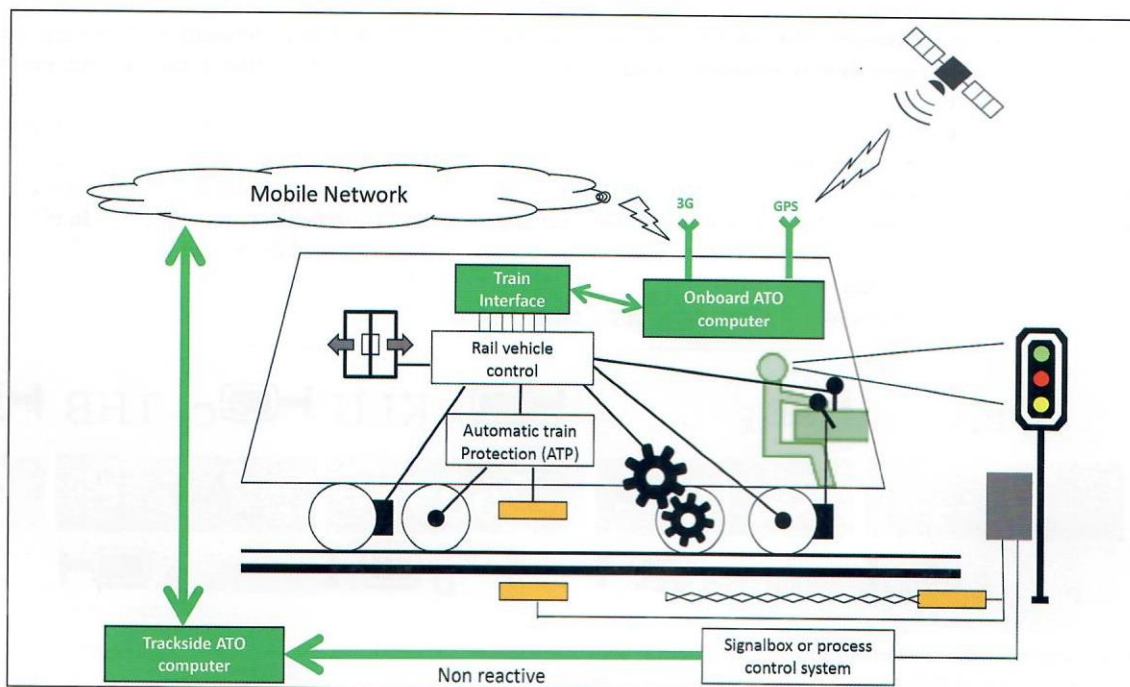 Mobile Network
3G
GPS
Train
Interface
Onboard ATO
computer
Rail vehicle
control
Automatic train
Protection (ATP)
Trackside ATO
computer
Non reactive
Signalbox or process
control system